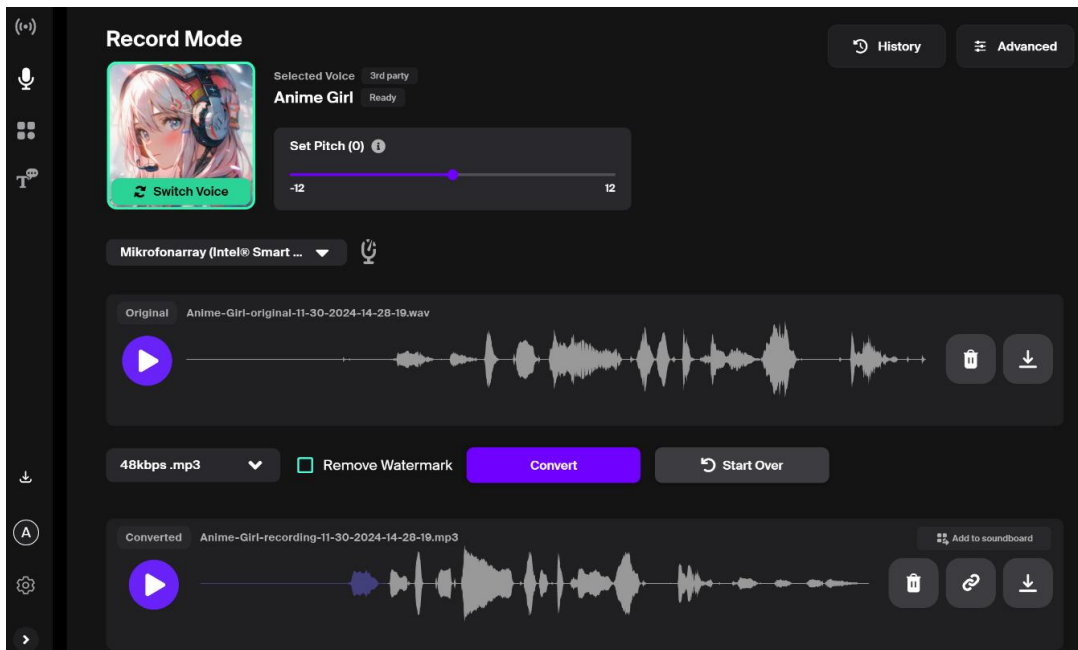 Record Mode
History
Advanced
Selected Voice 3rd party
Anime Girl Ready
Set Pitch (0)
-12 12
Switch Voice
Mikrofonarray (Intel® Smart ...
Original Anime-Girl-original-11-30-2024-14-28-19.wav
48kbps .mp3
Remove Watermark
Convert
Start Over
Converted Anime-Girl-recording-11-30-2024-14-28-19.mp3
Add to soundboard
T
A